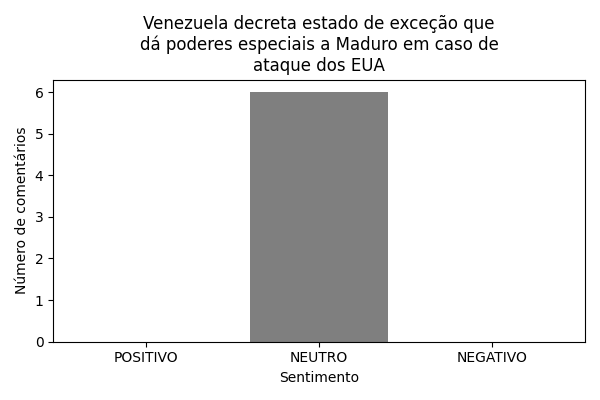 Venezuela decreta estado de exceção que
dá poderes especiais a Maduro em caso de
ataque dos EUA
Número de comentários
6
5
4
3
2
1
0
POSITIVO
NEUTRO
NEGATIVO
Sentimento